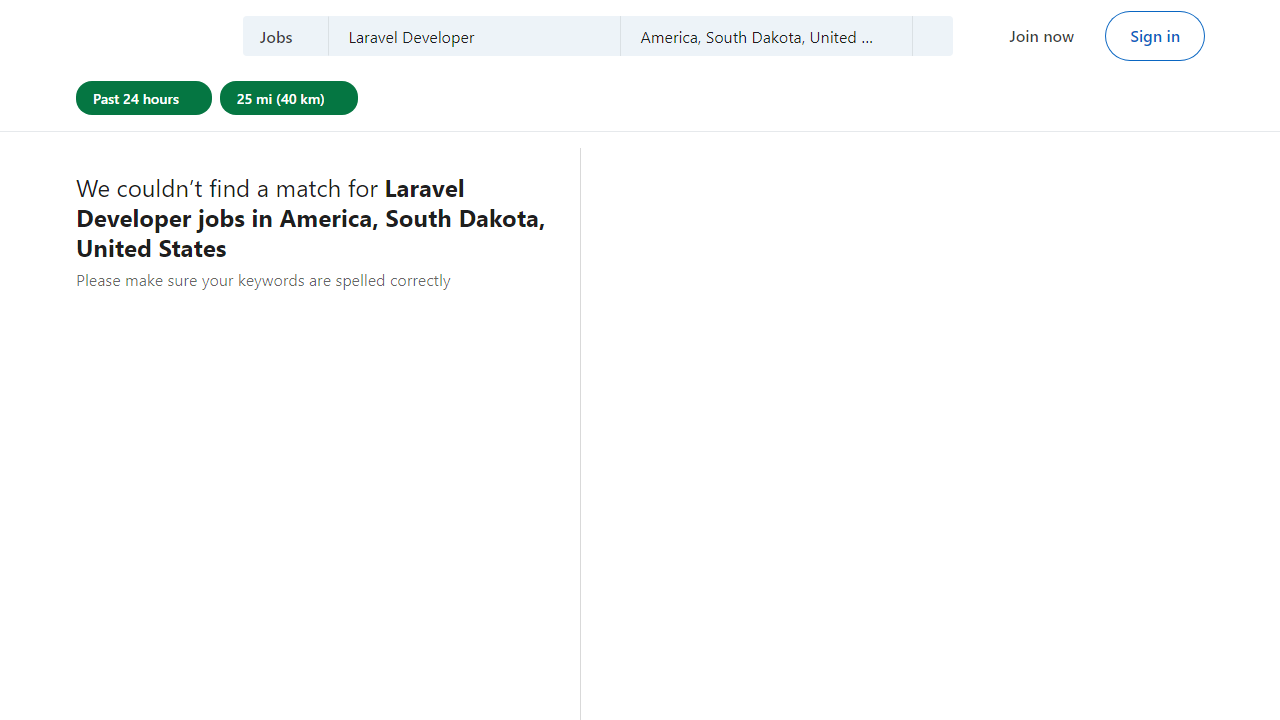 Jobs
Laravel Developer
America, South Dakota, United ...
Join now
Sign in
Past 24 hours
25 mi (40 km)
We couldn’t find a match for Laravel
Developer jobs in America, South Dakota,
United States
Please make sure your keywords are spelled correctly